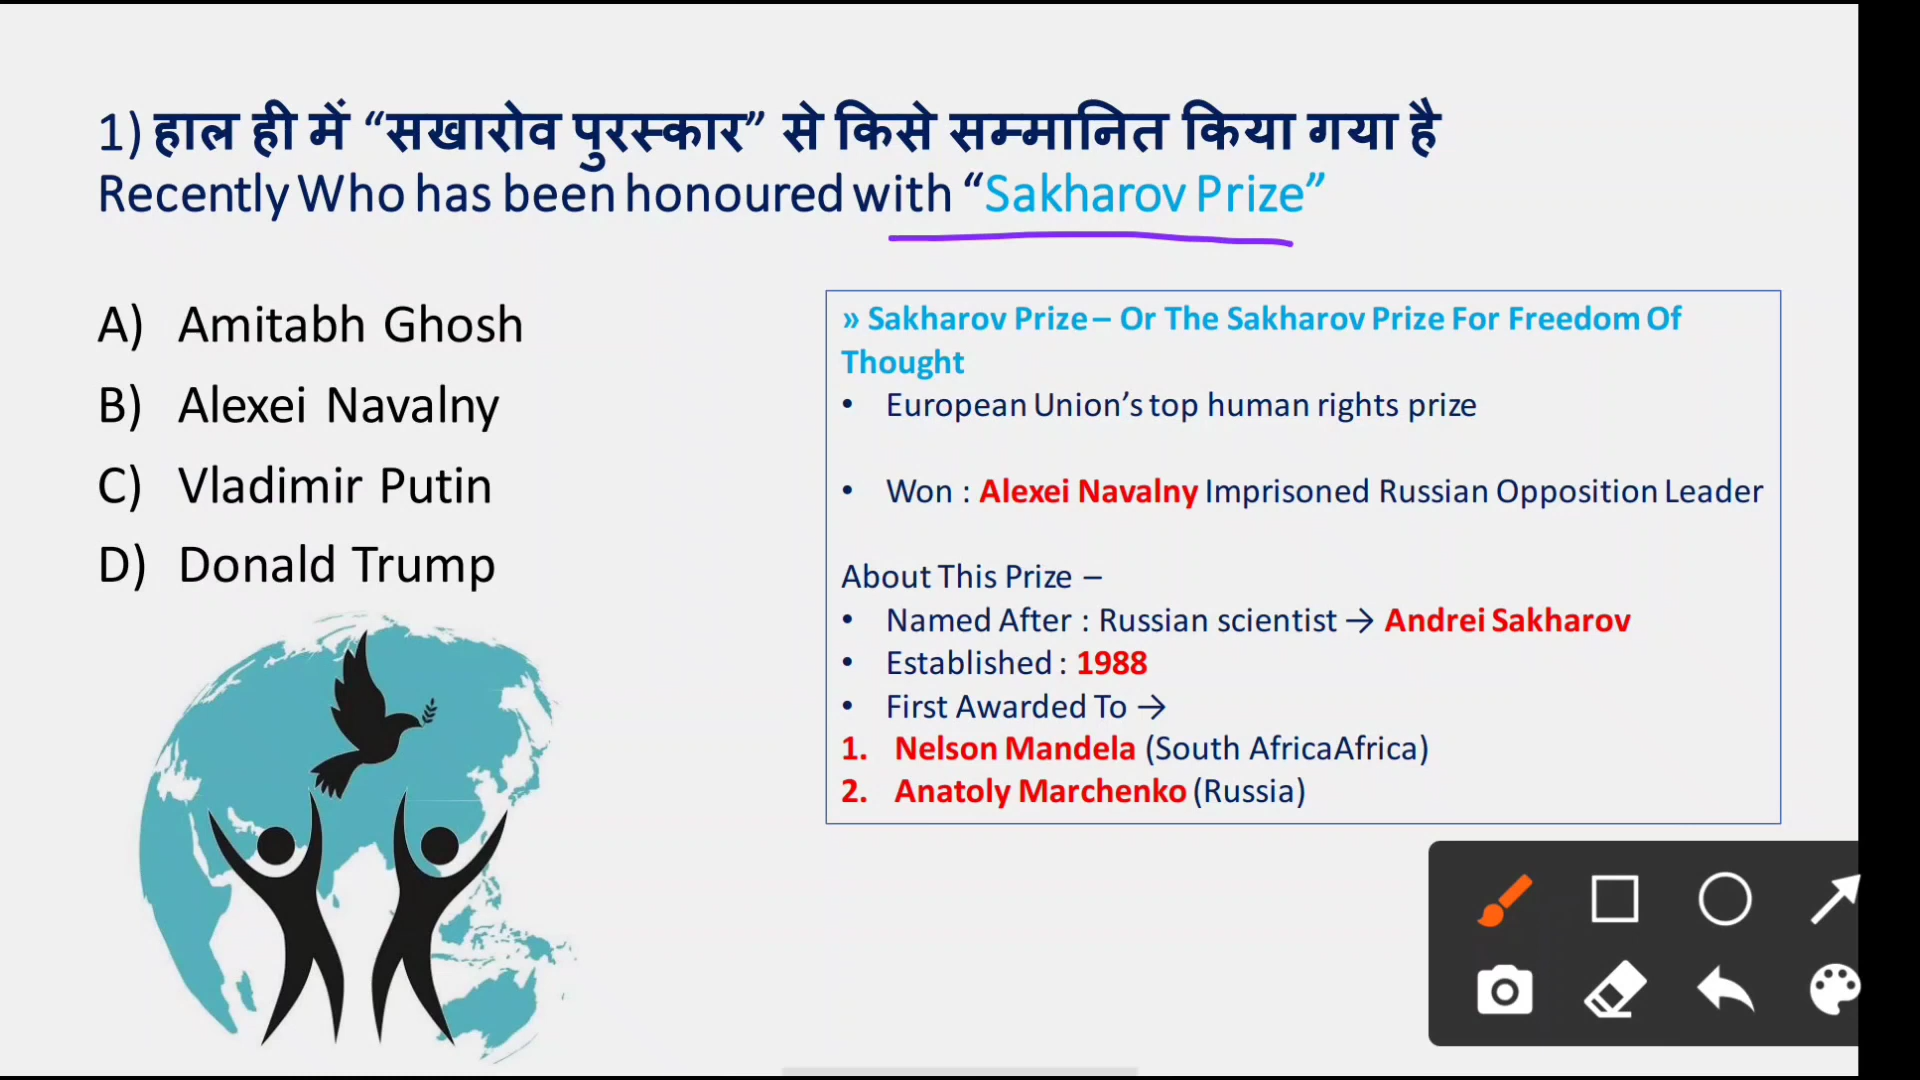 1) हाल ही में “सखारोव पुरस्कार” से किसे सम्मानित किया गया है
Recently Who has been honoured with “Sakharov Prize”
A) Amitabh Ghosh
B) Alexei Navalny
C) Vladimir Putin
D) Donald Trump
» Sakharov Prize – Or The Sakharov Prize For Freedom Of
Thought
• European Union’s top human rights prize
• Won : Alexei Navalny Imprisoned Russian Opposition Leader
About This Prize –
• Named After : Russian scientist → Andrei Sakharov
• Established : 1988
• First Awarded To →
1. Nelson Mandela (South AfricaAfrica)
2. Anatoly Marchenko (Russia)